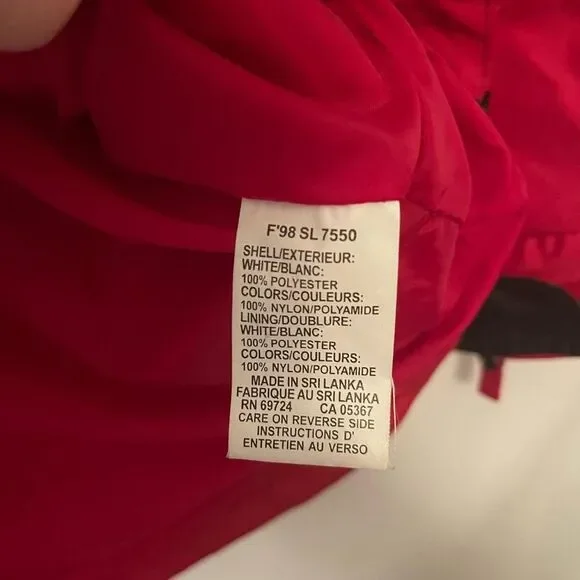 F'98 SL 7550
SHELL/EXTERIEUR:
WHITE/BLANC:
100% POLYESTER
COLORS/COULEURS:
100% NYLON/POLYAMIDE
LINING/DOUBLURE:
WHITE/BLANC:
100% POLYESTER
COLORS/COULEURS:
100% NYLON/POLYAMIDE
MADE IN SRI LANKA
FABRIQUE AU SRI LANKA
RN 69724 CA 05367
CARE ON REVERSE SIDE
INSTRUCTIONS D'
ENTRETIEN AU VERSO